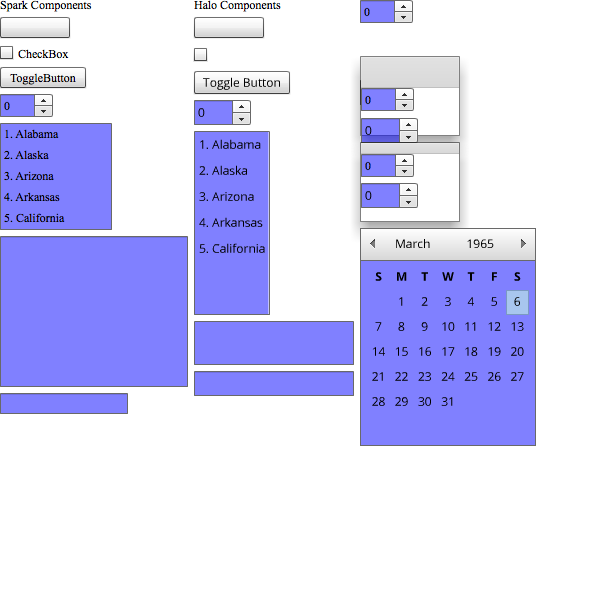 Spark Components
CheckBox
ToggleButton
0
1. Alabama
2. Alaska
3. Arizona
4. Arkansas
5. California
Halo Components
Toggle Button
0
1. Alabama
2. Alaska
3. Arizona
4. Arkansas
5. California
0
0
0
0
0
March 1965
S M T W T F S
1 2 3 4 5 6
7 8 9 10 11 12 13
14 15 16 17 18 19 20
21 22 23 24 25 26 27
28 29 30 31